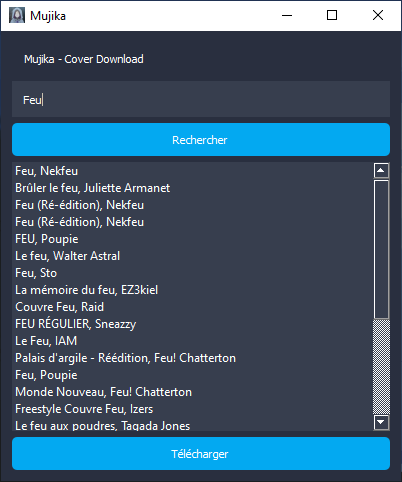 Mujika
Mujika - Cover Download
Feu
Rechercher
Feu, Nekfeu
Brûler le feu, Juliette Armanet
Feu (Ré-édition), Nekfeu
Feu (Ré-édition), Nekfeu
FEU, Poupie
Le feu, Walter Astral
Feu, Sto
La mémoire du feu, EZ3kiel
Couvre Feu, Raid
FEU RÉGULIER, Sneazzy
Le Feu, IAM
Palais d'argile - Réédition, Feu! Chatterton
Feu, Poupie
Monde Nouveau, Feu! Chatterton
Freestyle Couvre Feu, Izers
Le feu aux poudres, Tagada Jones
Télécharger